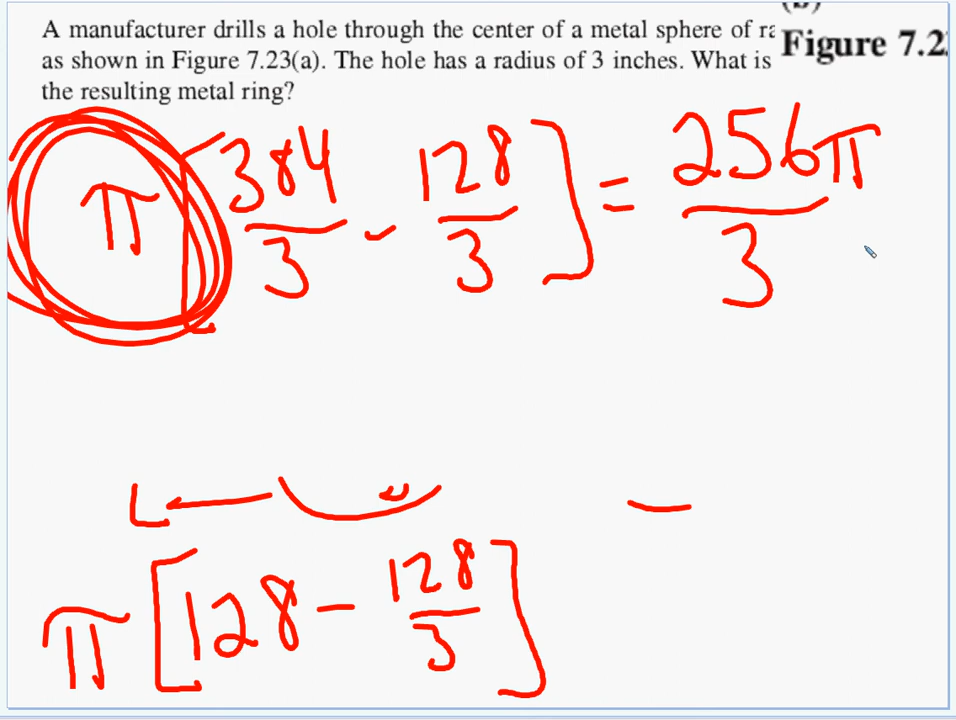 A manufacturer drills a hole through the center of a metal sphere of ra
as shown in Figure 7.23(a). The hole has a radius of 3 inches. What is
the resulting metal ring?
Figure 7.2
π [ 384/3 - 128/3 ] = 256π/3
π [ 128 - 128/3 ]